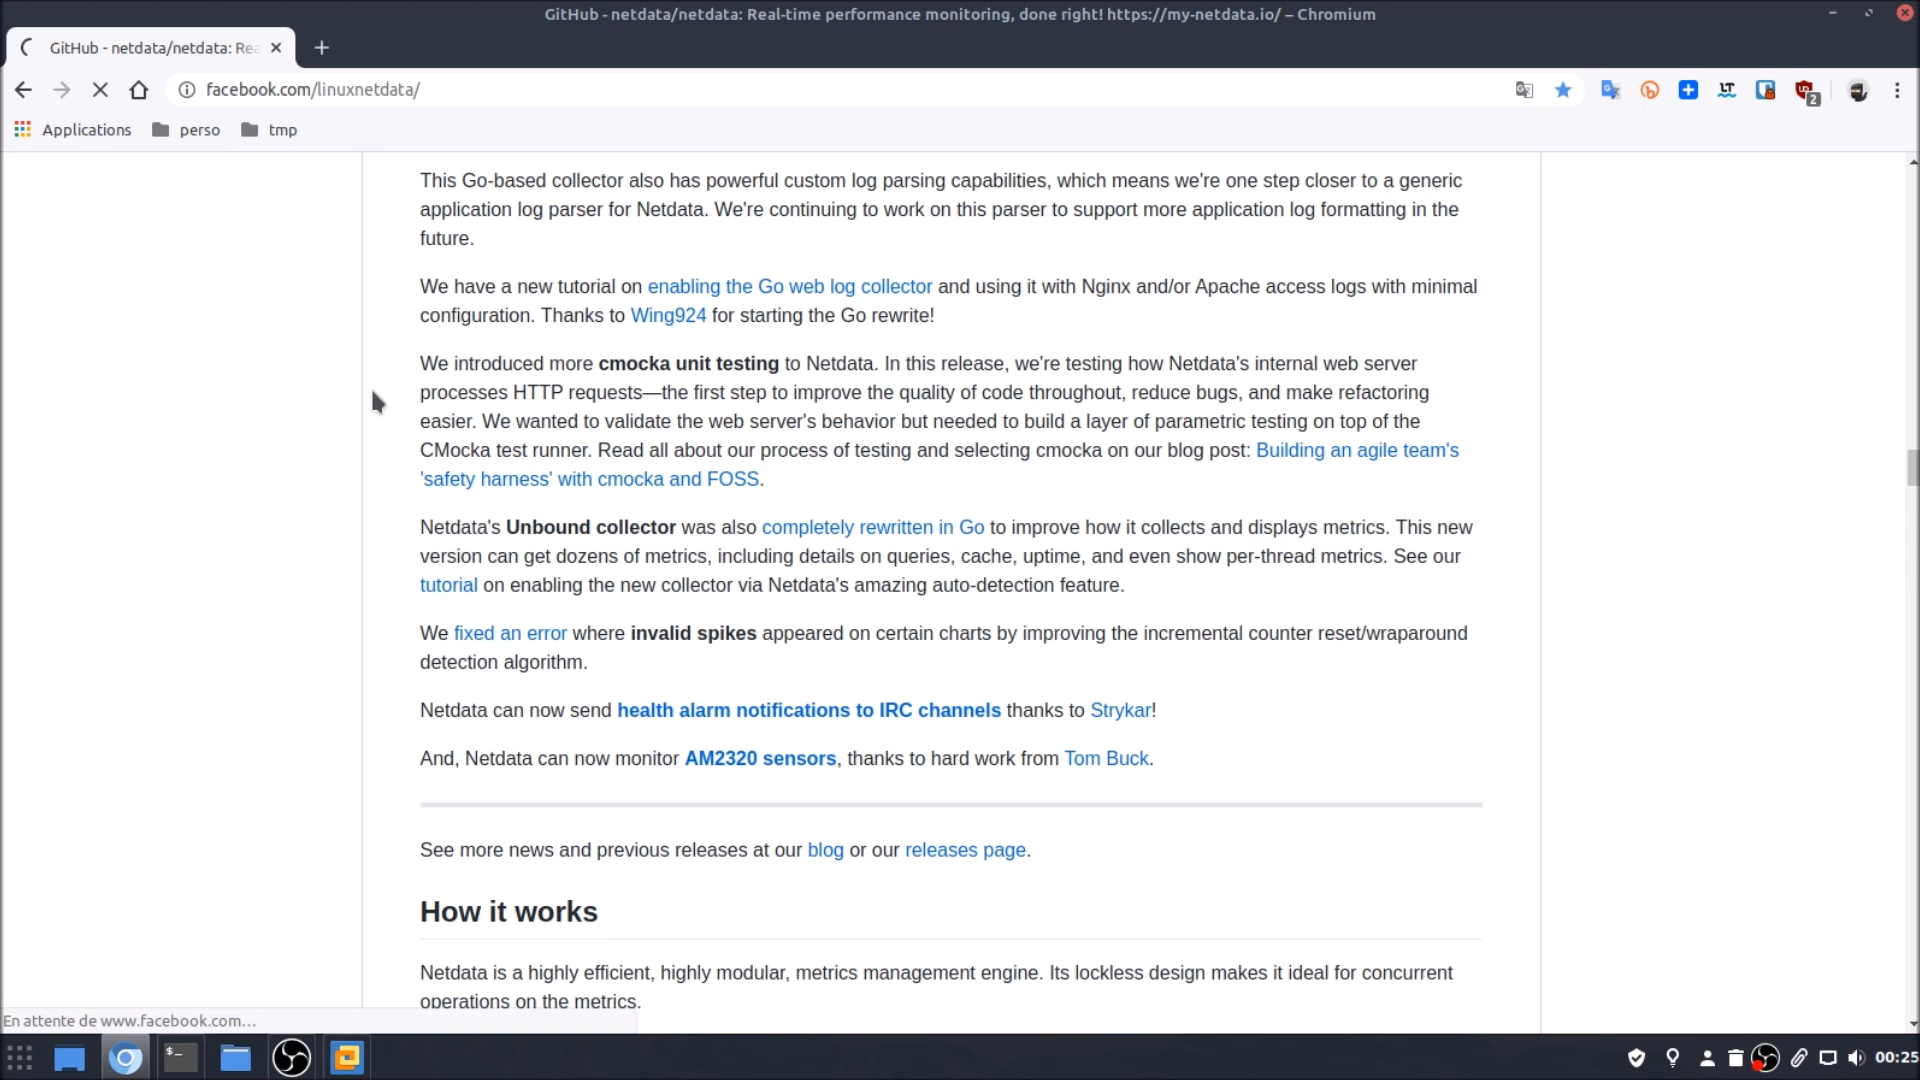 GitHub - netdata/netdata: Real-time performance monitoring, done right! https://my-netdata.io/ – Chromium
GitHub - netdata/netdata: Rea
facebook.com/linuxnetdata/
2
Applications perso tmp
This Go-based collector also has powerful custom log parsing capabilities, which means we're one step closer to a generic
application log parser for Netdata. We're continuing to work on this parser to support more application log formatting in the
future.
We have a new tutorial on enabling the Go web log collector and using it with Nginx and/or Apache access logs with minimal
configuration. Thanks to Wing924 for starting the Go rewrite!
We introduced more cmocka unit testing to Netdata. In this release, we're testing how Netdata's internal web server
processes HTTP requests—the first step to improve the quality of code throughout, reduce bugs, and make refactoring
easier. We wanted to validate the web server's behavior but needed to build a layer of parametric testing on top of the
CMocka test runner. Read all about our process of testing and selecting cmocka on our blog post: Building an agile team's
'safety harness' with cmocka and FOSS.
Netdata's Unbound collector was also completely rewritten in Go to improve how it collects and displays metrics. This new
version can get dozens of metrics, including details on queries, cache, uptime, and even show per-thread metrics. See our
tutorial on enabling the new collector via Netdata's amazing auto-detection feature.
We fixed an error where invalid spikes appeared on certain charts by improving the incremental counter reset/wraparound
detection algorithm.
Netdata can now send health alarm notifications to IRC channels thanks to Strykar!
And, Netdata can now monitor AM2320 sensors, thanks to hard work from Tom Buck.
See more news and previous releases at our blog or our releases page.
How it works
Netdata is a highly efficient, highly modular, metrics management engine. Its lockless design makes it ideal for concurrent
operations on the metrics.
En attente de www.facebook.com…
00:25